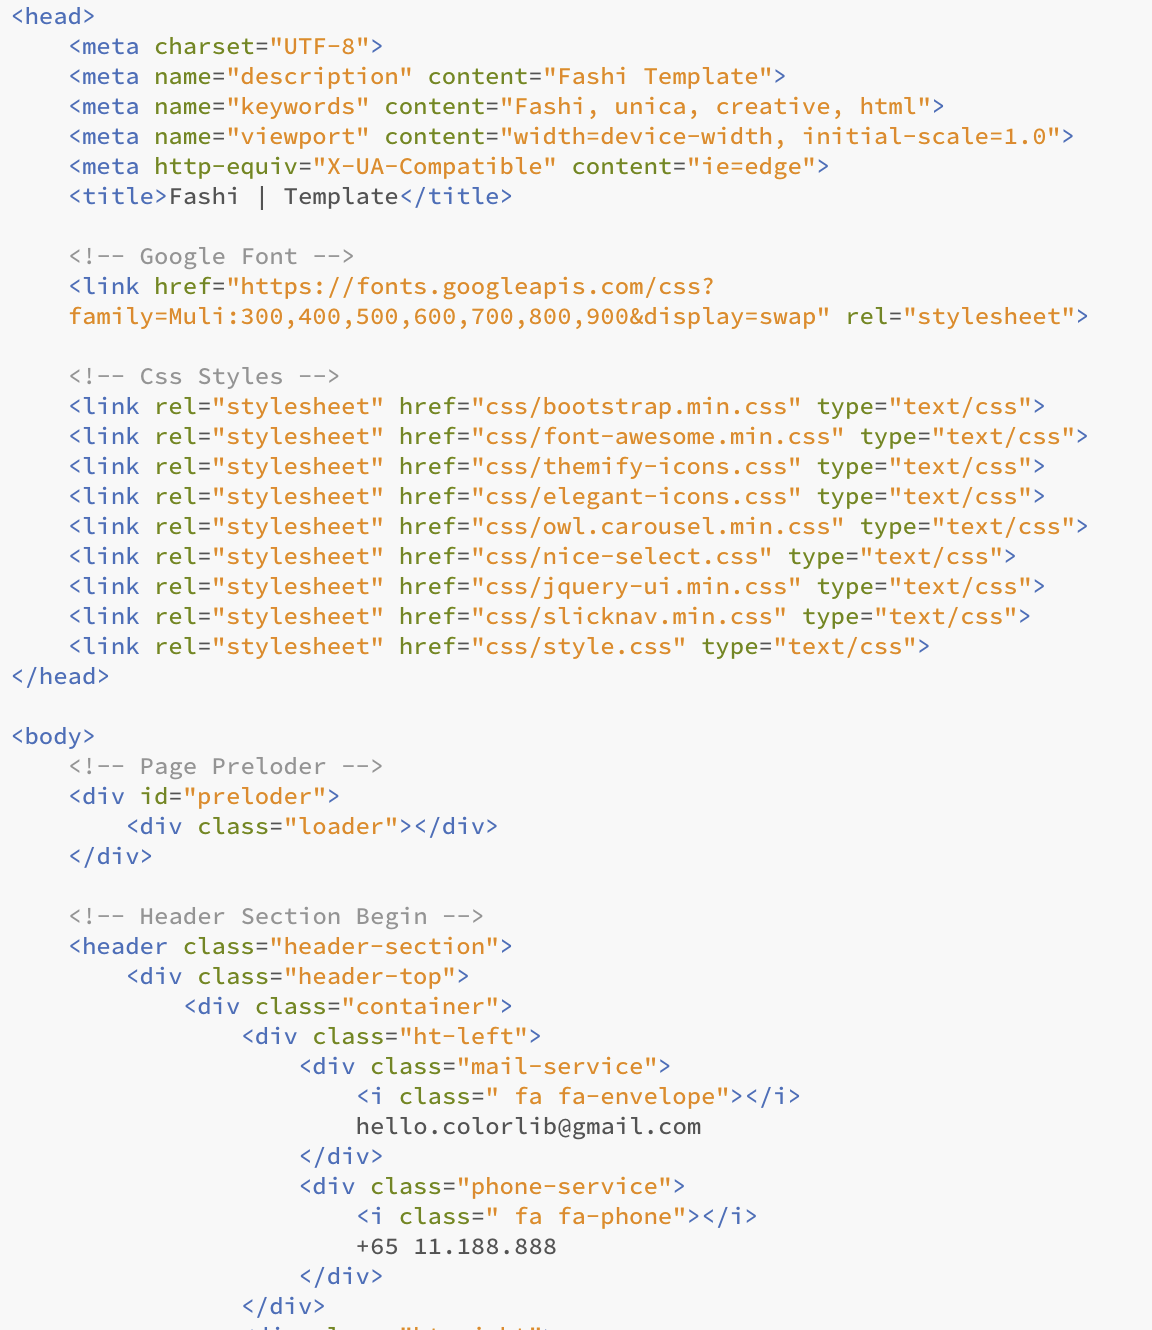 <head>
    <meta charset="UTF-8">
    <meta name="description" content="Fashi Template">
    <meta name="keywords" content="Fashi, unica, creative, html">
    <meta name="viewport" content="width=device-width, initial-scale=1.0">
    <meta http-equiv="X-UA-Compatible" content="ie=edge">
    <title>Fashi | Template</title>

    <!-- Google Font -->
    <link href="https://fonts.googleapis.com/css?
    family=Muli:300,400,500,600,700,800,900&display=swap" rel="stylesheet">

    <!-- Css Styles -->
    <link rel="stylesheet" href="css/bootstrap.min.css" type="text/css">
    <link rel="stylesheet" href="css/font-awesome.min.css" type="text/css">
    <link rel="stylesheet" href="css/themify-icons.css" type="text/css">
    <link rel="stylesheet" href="css/elegant-icons.css" type="text/css">
    <link rel="stylesheet" href="css/owl.carousel.min.css" type="text/css">
    <link rel="stylesheet" href="css/nice-select.css" type="text/css">
    <link rel="stylesheet" href="css/jquery-ui.min.css" type="text/css">
    <link rel="stylesheet" href="css/slicknav.min.css" type="text/css">
    <link rel="stylesheet" href="css/style.css" type="text/css">
</head>

<body>
    <!-- Page Preloder -->
    <div id="preloder">
        <div class="loader"></div>
    </div>

    <!-- Header Section Begin -->
    <header class="header-section">
        <div class="header-top">
            <div class="container">
                <div class="ht-left">
                    <div class="mail-service">
                        <i class=" fa fa-envelope"></i>
                        hello.colorlib@gmail.com
                    </div>
                    <div class="phone-service">
                        <i class=" fa fa-phone"></i>
                        +65 11.188.888
                    </div>
                </div>